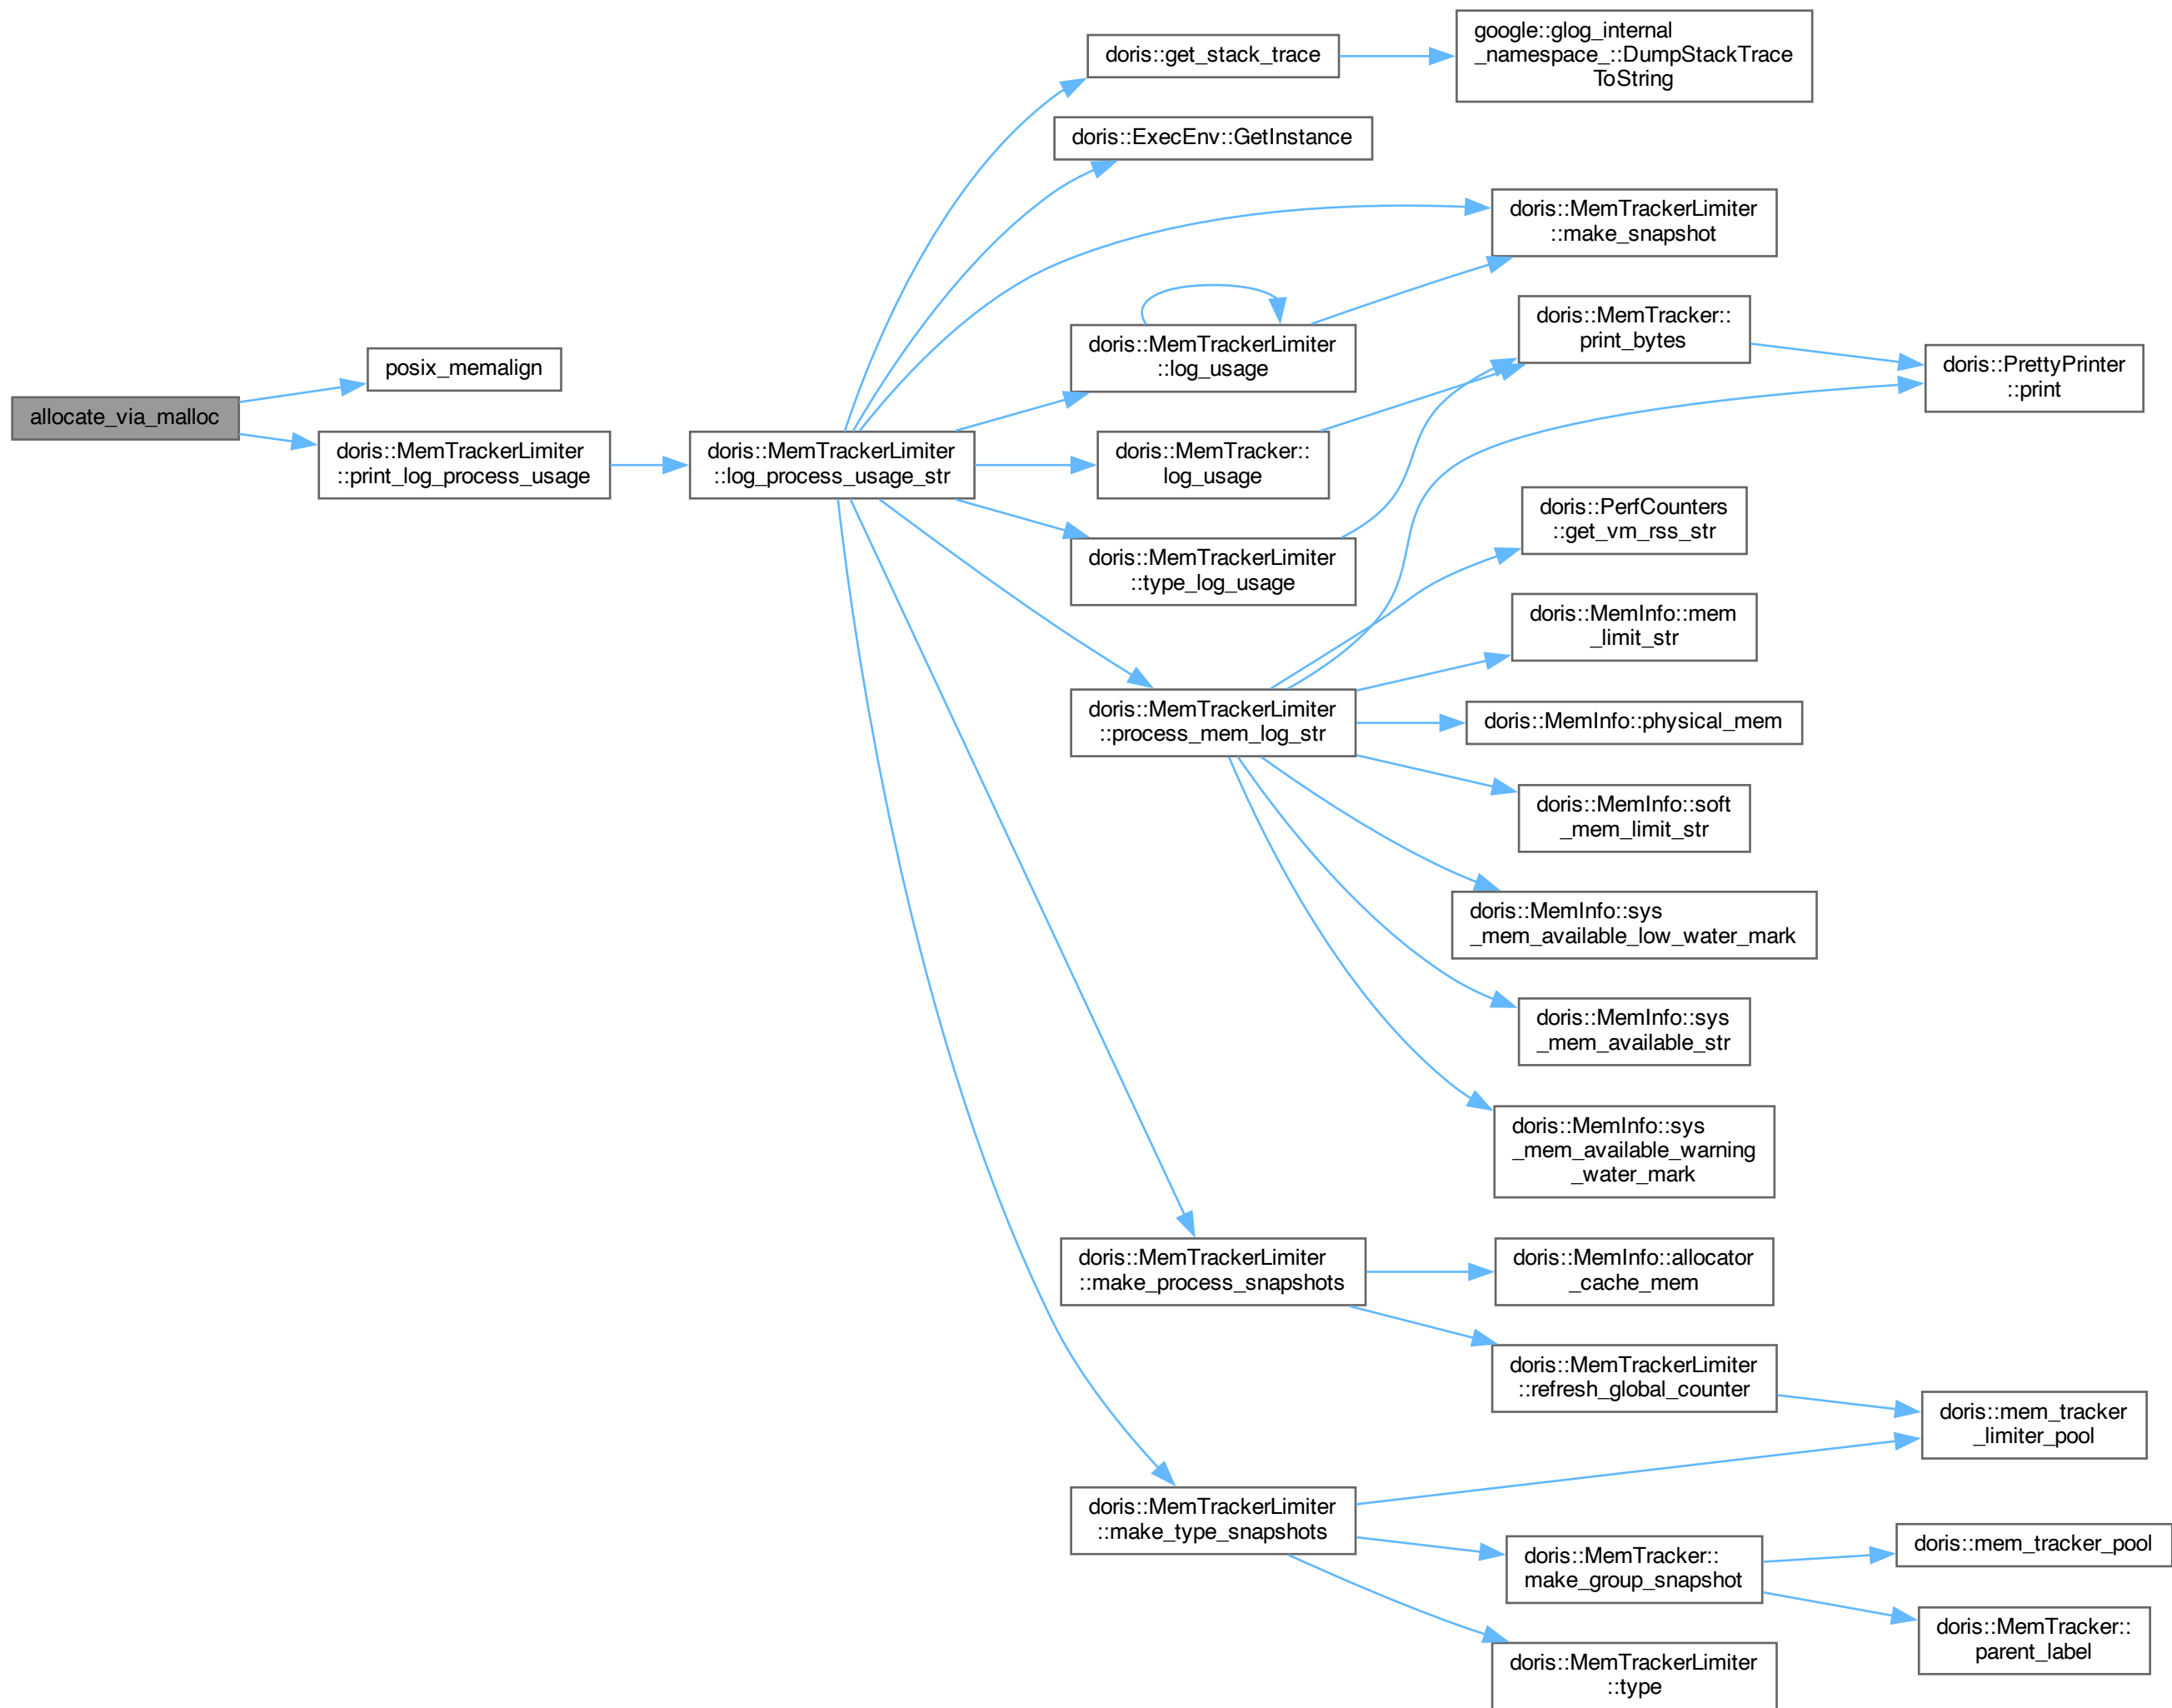 allocate_via_malloc
posix_memalign
doris::MemTrackerLimiter
::print_log_process_usage
doris::MemTrackerLimiter
::log_process_usage_str
doris::get_stack_trace
google::glog_internal
_namespace_::DumpStackTrace
ToString
doris::ExecEnv::GetInstance
doris::MemTrackerLimiter
::make_snapshot
doris::MemTrackerLimiter
::log_usage
doris::MemTracker::
print_bytes
doris::PrettyPrinter
::print
doris::MemTracker::
log_usage
doris::MemTrackerLimiter
::type_log_usage
doris::PerfCounters
::get_vm_rss_str
doris::MemInfo::mem
_limit_str
doris::MemTrackerLimiter
::process_mem_log_str
doris::MemInfo::physical_mem
doris::MemInfo::soft
_mem_limit_str
doris::MemInfo::sys
_mem_available_low_water_mark
doris::MemInfo::sys
_mem_available_str
doris::MemInfo::sys
_mem_available_warning
_water_mark
doris::MemTrackerLimiter
::make_process_snapshots
doris::MemInfo::allocator
_cache_mem
doris::MemTrackerLimiter
::refresh_global_counter
doris::mem_tracker
_limiter_pool
doris::MemTrackerLimiter
::make_type_snapshots
doris::MemTracker::
make_group_snapshot
doris::mem_tracker_pool
doris::MemTracker::
parent_label
doris::MemTrackerLimiter
::type